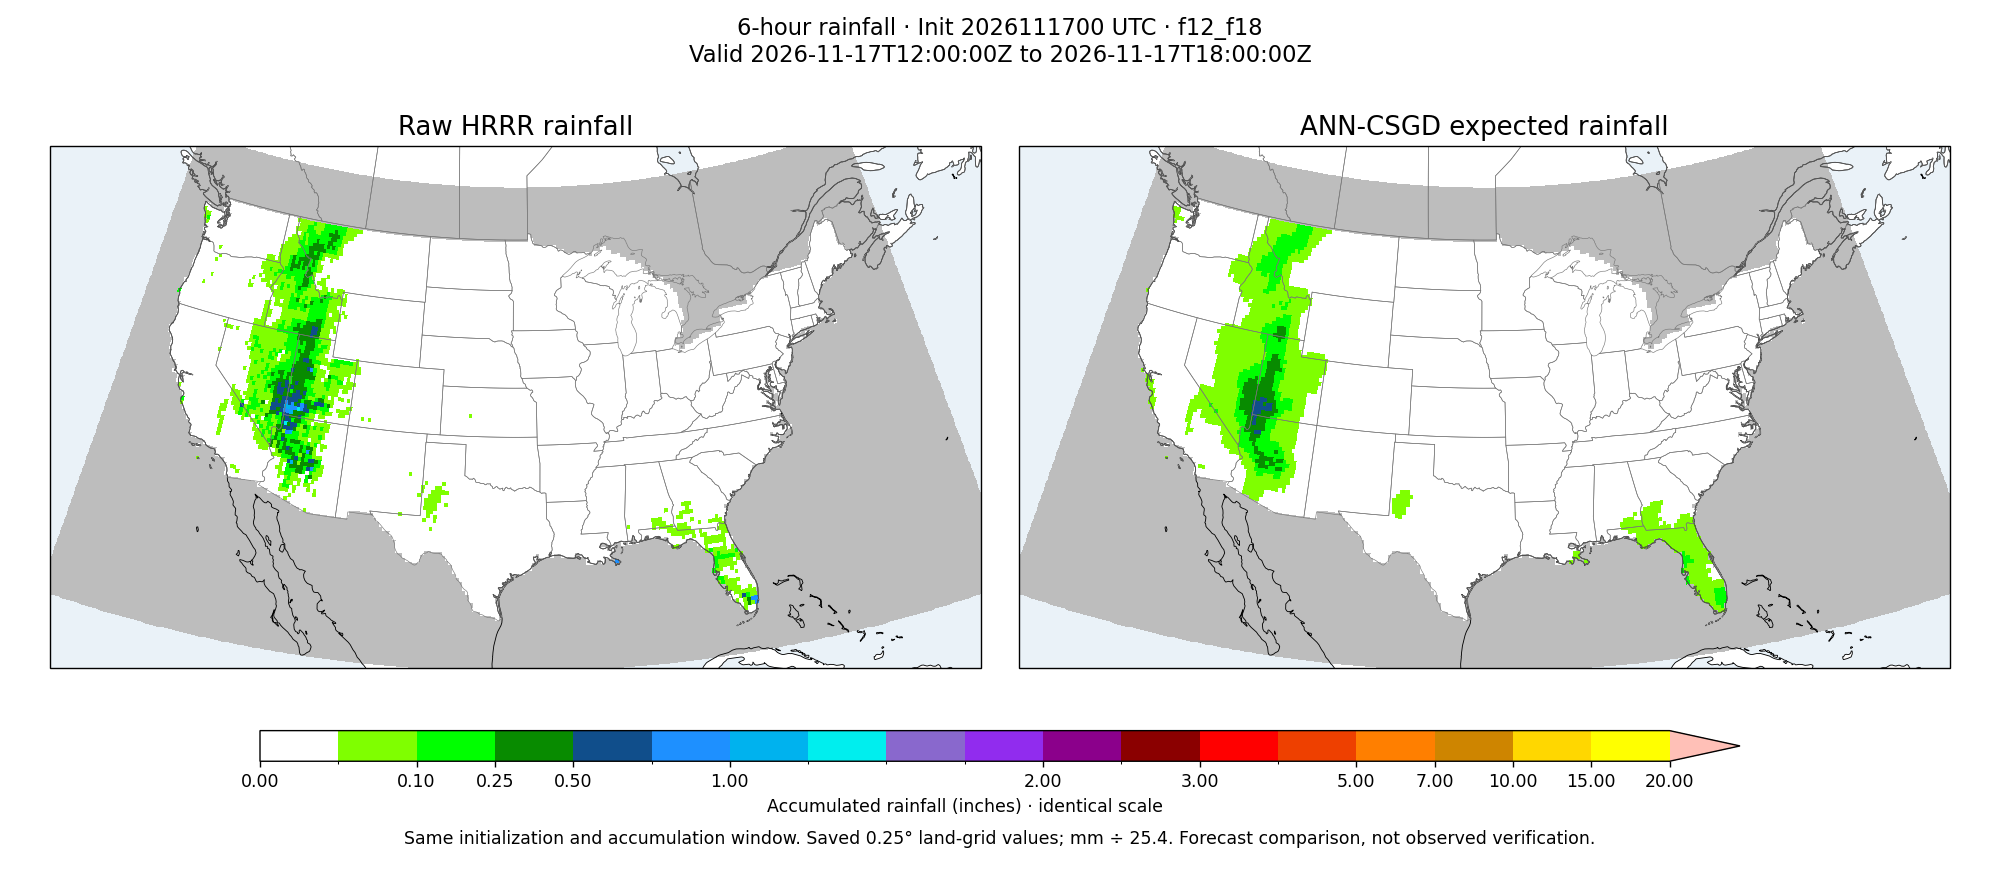 6-hour rainfall · Init 2026111700 UTC · f12_f18
Valid 2026-11-17T12:00:00Z to 2026-11-17T18:00:00Z
Raw HRRR rainfall
ANN-CSGD expected rainfall
0.00 0.10 0.25 0.50 1.00 2.00 3.00 5.00 7.00 10.00 15.00 20.00
Accumulated rainfall (inches) · identical scale
Same initialization and accumulation window. Saved 0.25° land-grid values; mm ÷ 25.4. Forecast comparison, not observed verification.